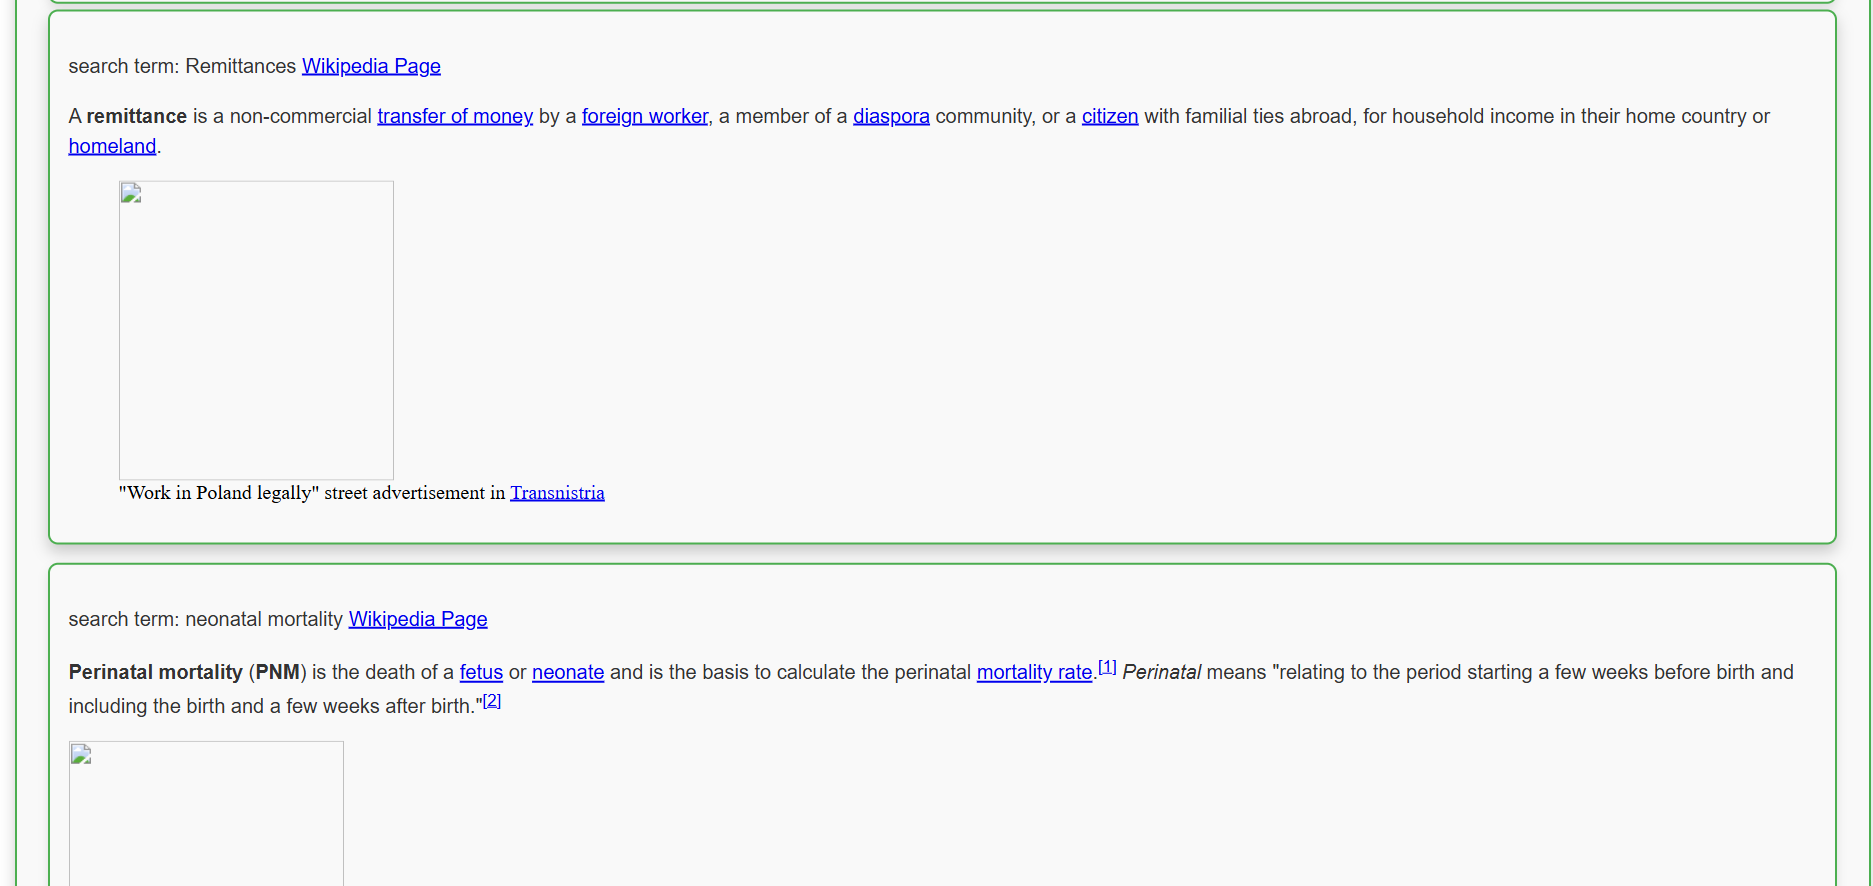 search term: Remittances Wikipedia Page
A remittance is a non-commercial transfer of money by a foreign worker, a member of a diaspora community, or a citizen with familial ties abroad, for household income in their home country or
homeland.
"Work in Poland legally" street advertisement in Transnistria
search term: neonatal mortality Wikipedia Page
Perinatal mortality (PNM) is the death of a fetus or neonate and is the basis to calculate the perinatal mortality rate.[1] Perinatal means "relating to the period starting a few weeks before birth and
including the birth and a few weeks after birth."[2]